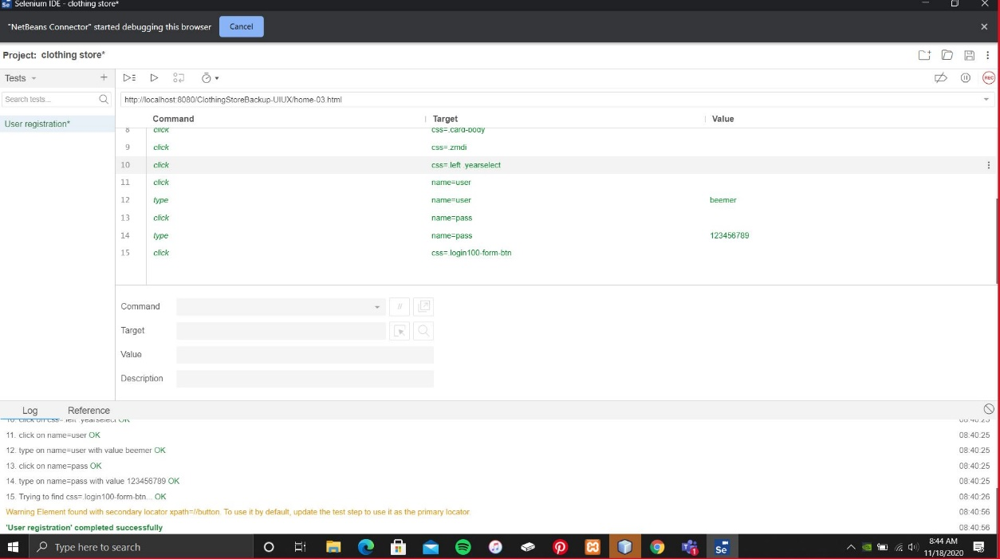 Selenium IDE - clothing store*
"NetBeans Connector" started debugging this browser Cancel
Project: clothing store*
Tests
Search tests...
User registration*
REC
http://localhost:8080/ClothingStoreBackup-UIUX/home-03.html
Command Target Value
8 click css=.card-body
9 click css=.zmdi
10 click css=.left .yearselect
11 click name=user
12 type name=user beemer
13 click name=pass
14 type name=pass 123456789
15 click css=.login100-form-btn
Command //
Target
Value
Description
Log Reference
10. click on css=.left .yearselect OK 08:40:25
11. click on name=user OK 08:40:25
12. type on name=user with value beemer OK 08:40:25
13. click on name=pass OK 08:40:25
14. type on name=pass with value 123456789 OK 08:40:25
15. Trying to find css=.login100-form-btn... OK 08:40:26
Warning Element found with secondary locator xpath=//button. To use it by default, update the test step to use it as the primary locator 08:40:56
'User registration' completed successfully 08:40:56
Type here to search
1
Se
8:44 AM
11/18/2020